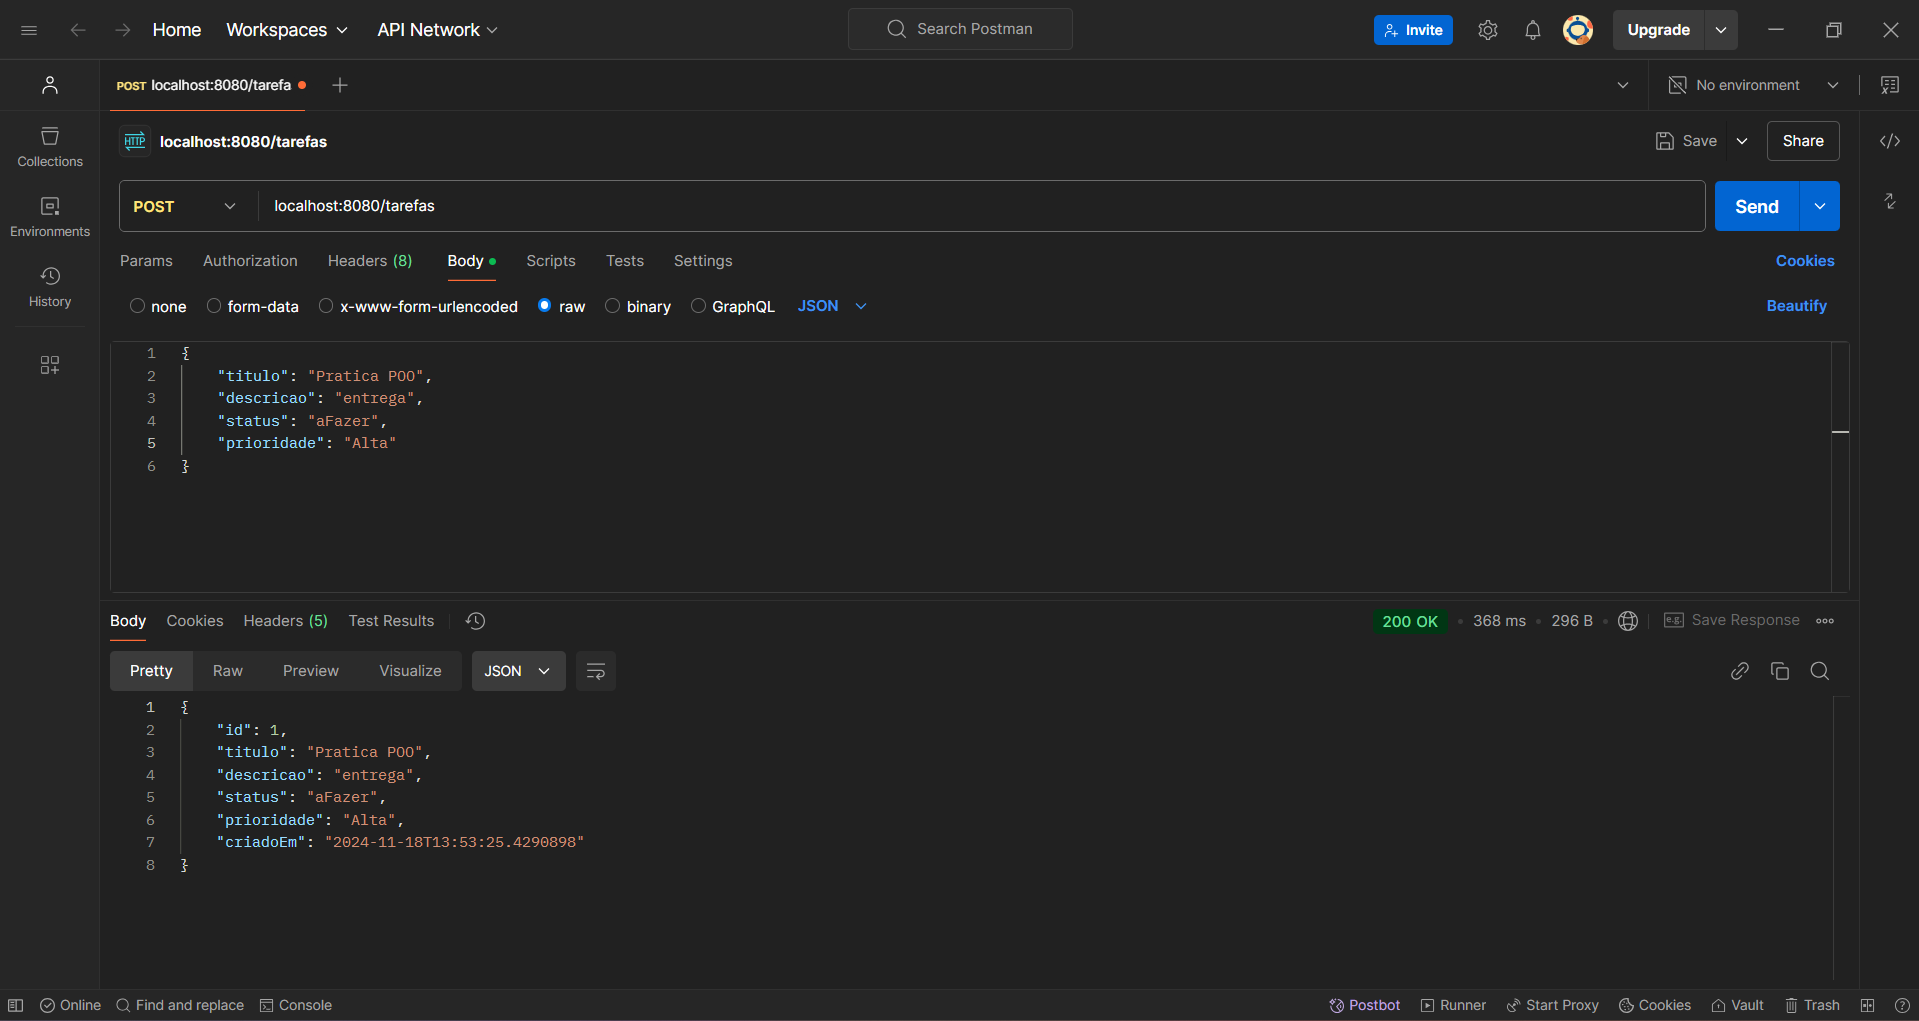 Home Workspaces API Network Search Postman Invite Upgrade
POST localhost:8080/tarefa No environment
HTTP localhost:8080/tarefas Save Share
Collections
POST localhost:8080/tarefas Send
Environments
Params Authorization Headers (8) Body Scripts Tests Settings Cookies
History
none form-data x-www-form-urlencoded raw binary GraphQL JSON Beautify
1 {
2 "titulo": "Pratica POO",
3 "descricao": "entrega",
4 "status": "aFazer",
5 "prioridade": "Alta"
6 }
Body Cookies Headers (5) Test Results 200 OK • 368 ms • 296 B • e.g. Save Response
Pretty Raw Preview Visualize JSON
1 {
2 "id": 1,
3 "titulo": "Pratica POO",
4 "descricao": "entrega",
5 "status": "aFazer",
6 "prioridade": "Alta",
7 "criadoEm": "2024-11-18T13:53:25.4290898"
8 }
Online Find and replace Console Postbot Runner Start Proxy Cookies Vault Trash